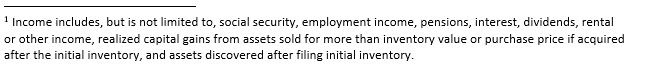 ¹ Income includes, but is not limited to, social security, employment income, pensions, interest, dividends, rental
or other income, realized capital gains from assets sold for more than inventory value or purchase price if acquired
after the initial inventory, and assets discovered after filing initial inventory.